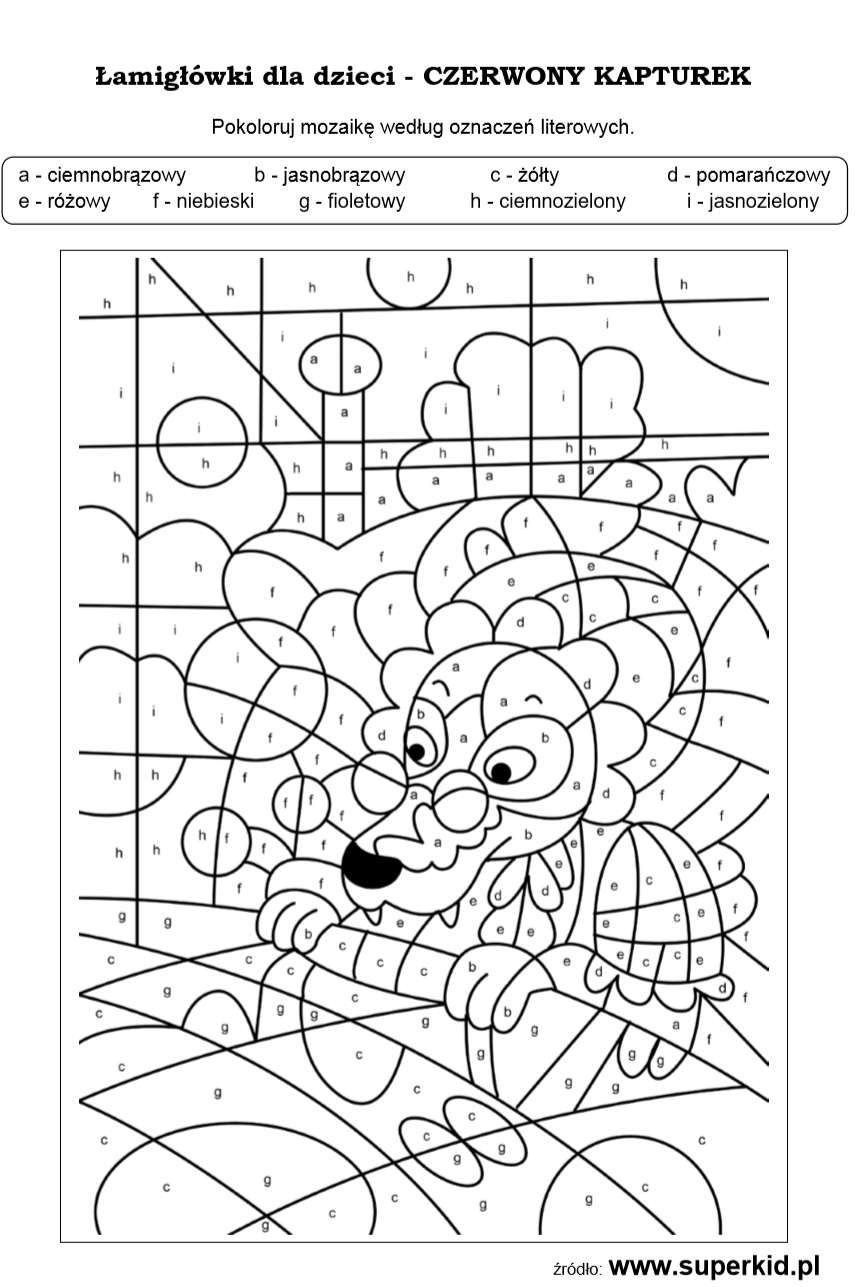 Łamigłówki dla dzieci - CZERWONY KAPTUREK
Pokoloruj mozaikę według oznaczeń literowych.
a - ciemnobrązowy b - jasnobrązowy c - żółty d - pomarańczowy
e - różowy f - niebieski g - fioletowy h - ciemnozielony i - jasnozielony
h h h h h h h h
i i i i a a i
i i i i i i
i a
h h h h h h h
h h h a a a a a a a
h h a a
f f f f f
h h f f f e e f f
f f c c c d e
i i f f
i f a d e c f
i i i f f b a c f
f d a b c
h h f f a a d f
f f f f
h h h f f f a b e e e f
f f e d d e c e f
g g b e e e e c e f
c c c c c c b e d e c c e d f
g c
c g g g g b g a f
c c g g g
g c g g
c c c g c
c g g
c c g g c
g
źródło: www.superkid.pl